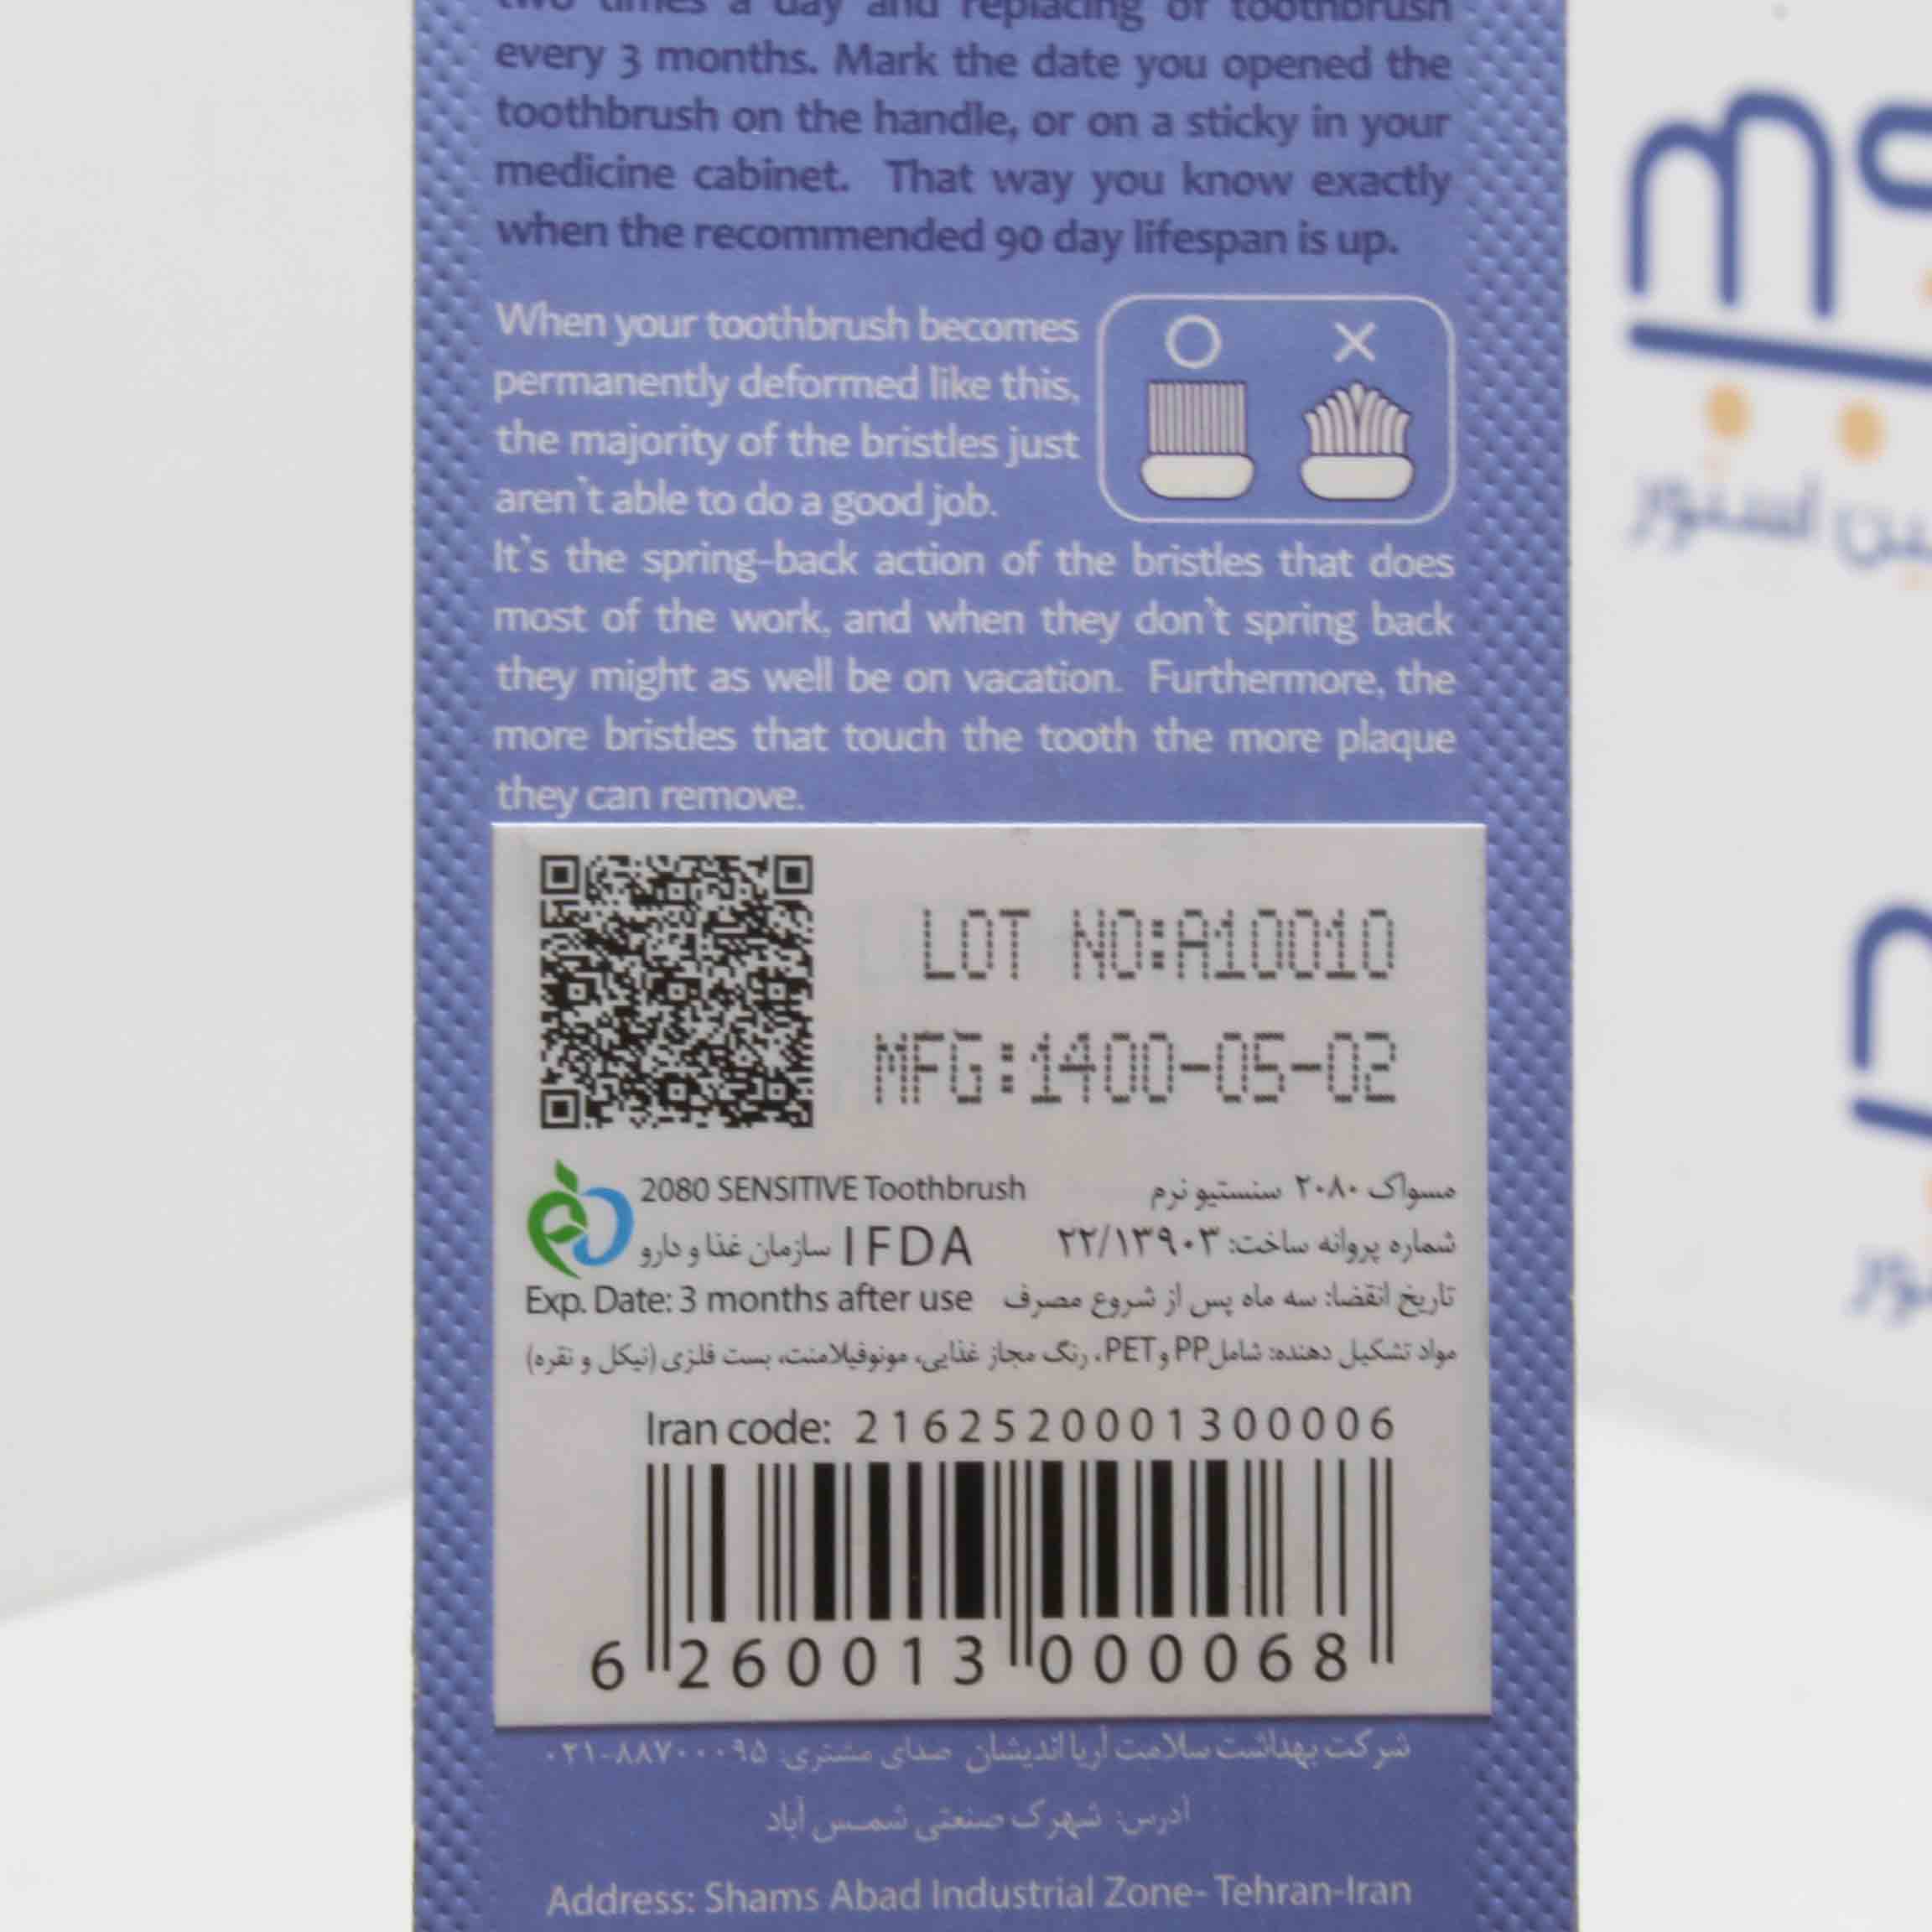 two times a day and replacing of toothbrush
every 3 months. Mark the date you opened the
toothbrush on the handle, or on a sticky in your
medicine cabinet. That way you know exactly
when the recommended 90 day lifespan is up.
When your toothbrush becomes
permanently deformed like this,
the majority of the bristles just
aren't able to do a good job.
It's the spring-back action of the bristles that does
most of the work, and when they don't spring back
they might as well be on vacation. Furthermore, the
more bristles that touch the tooth the more plaque
they can remove.
LOT NO:A10010
MFG:1400-05-02
2080 SENSITIVE Toothbrush
مسواک ۲۰۸۰ سنستیو نرم
سازمان غذا و دارو IFDA
شماره پروانه ساخت: ۲۲/۱۳۹۰۳
Exp. Date: 3 months after use
تاریخ انقضا: سه ماه پس از شروع مصرف
مواد تشکیل دهنده: شامل PP و PET، رنگ مجاز غذایی، مونوفیلامنت، بست فلزی (نیکل و نقره)
Iran code: 2162520001300006
6 260013 000068
شرکت بهداشت سلامت آریا اندیشان صدای مشتری: ۸۸۷۰۰۰۹۵-۰۲۱
آدرس: شهرک صنعتی شمس آباد
Address: Shams Abad Industrial Zone- Tehran-Iran